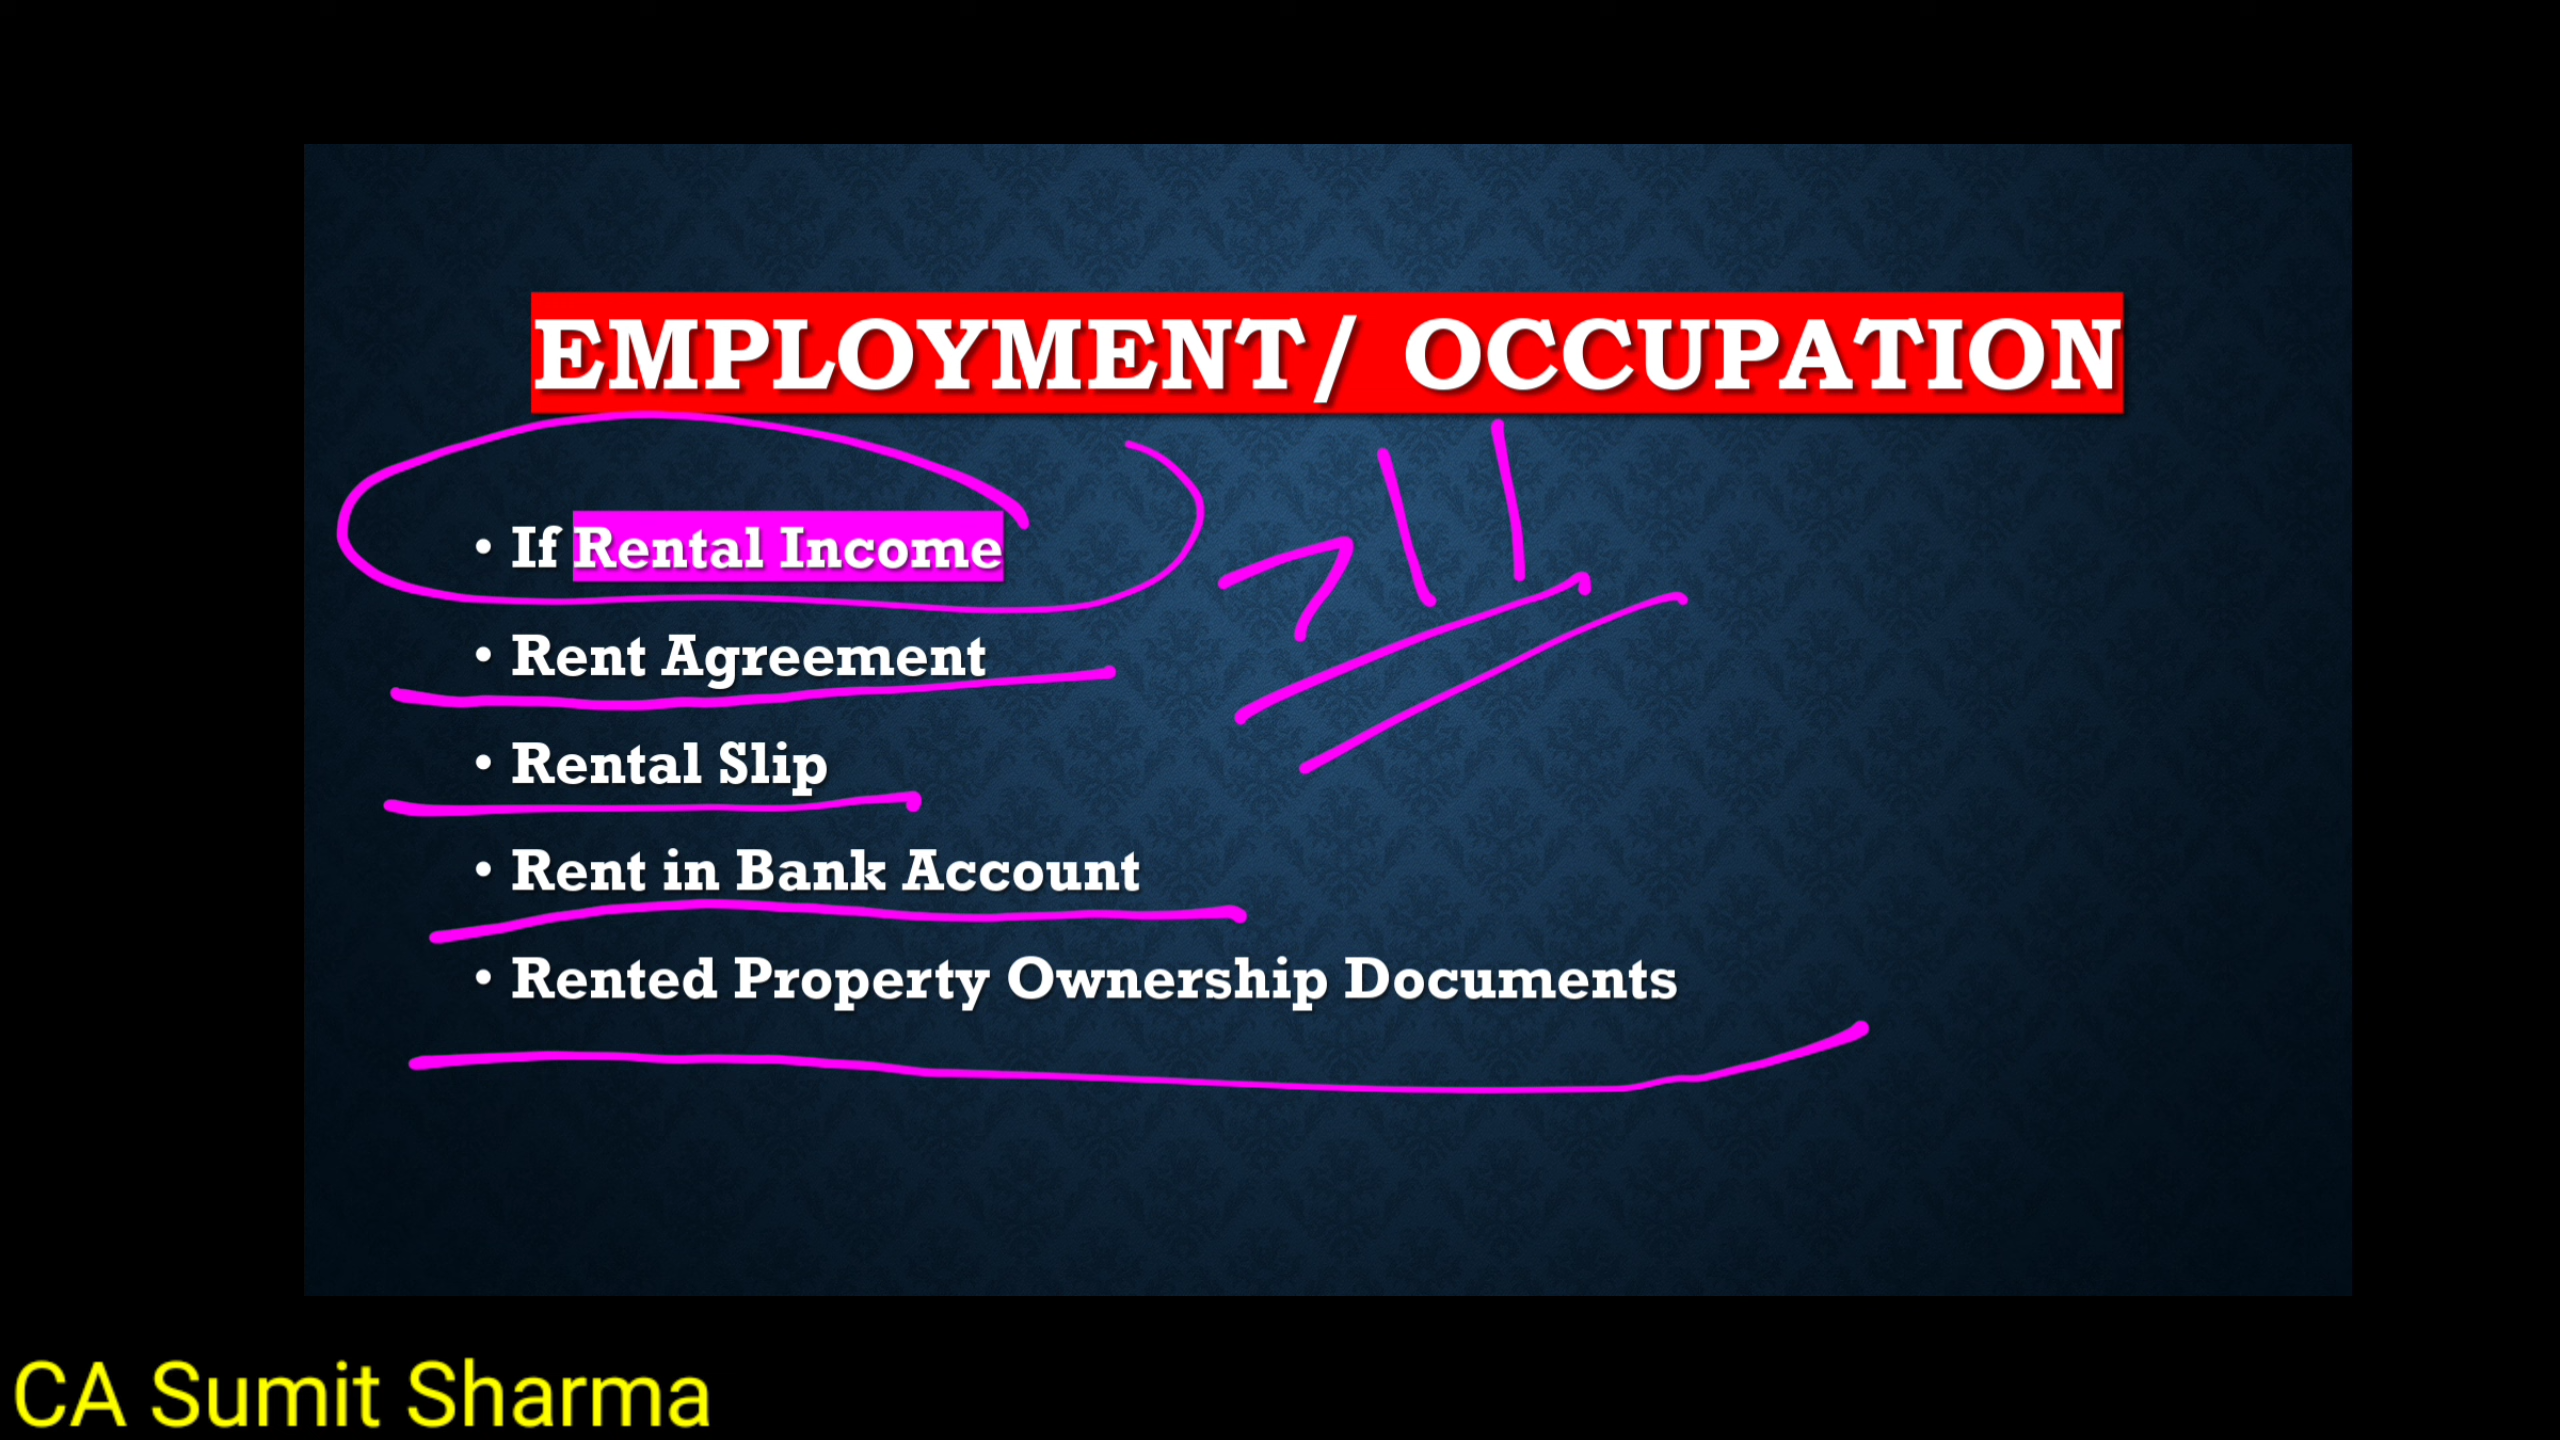 EMPLOYMENT/ OCCUPATION
• If Rental Income
• Rent Agreement
• Rental Slip
• Rent in Bank Account
• Rented Property Ownership Documents
CA Sumit Sharma